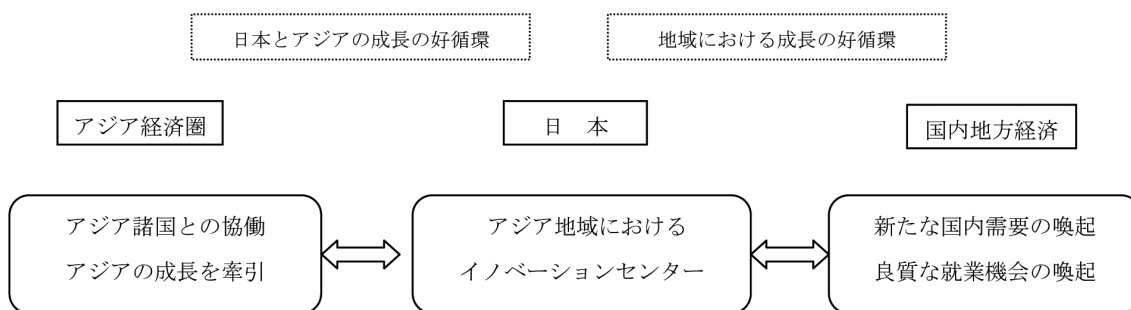 日本とアジアの成長の好循環
地域における成長の好循環
アジア経済圏
日 本
国内地方経済
アジア諸国との協働
アジアの成長を牽引
アジア地域における
イノベーションセンター
新たな国内需要の喚起
良質な就業機会の喚起